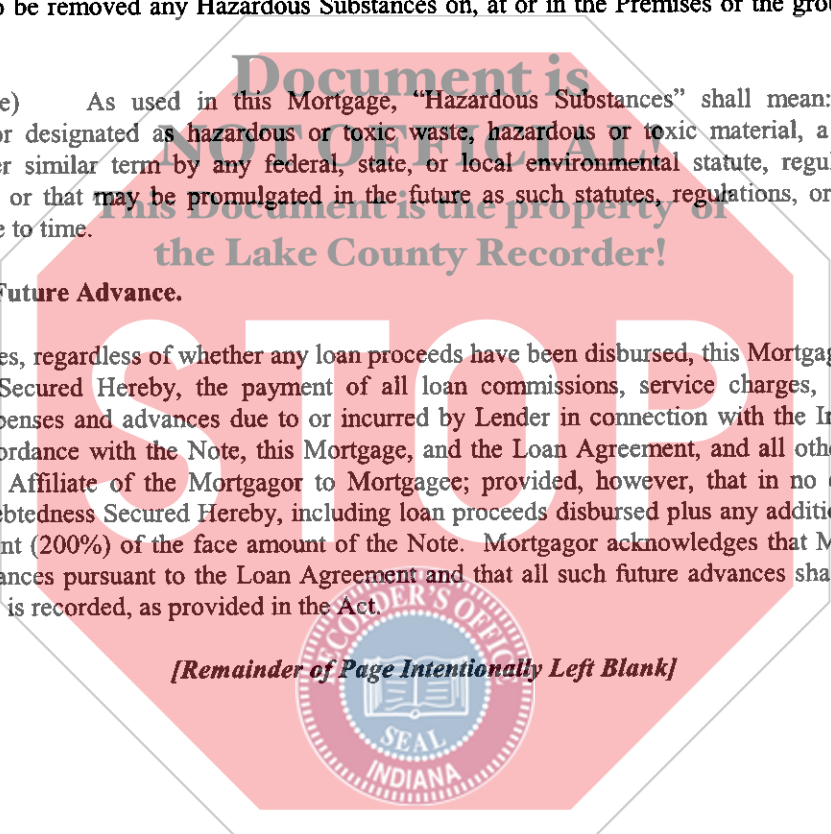 o be removed any Hazardous Substances on, at or in the Premises or the grou
Document is
e) As used in this Mortgage, “Hazardous Substances” shall mean:
or designated as hazardous or toxic waste, hazardous or toxic material, a
NOT OFFICIAL!
r similar term by any federal, state, or local environmental statute, regul
or that may be promulgated in the future as such statutes, regulations, or
This Document is the property of
e to time.
the Lake County Recorder!
Future Advance.
STOP
es, regardless of whether any loan proceeds have been disbursed, this Mortgag
Secured Hereby, the payment of all loan commissions, service charges,
penses and advances due to or incurred by Lender in connection with the In
ordance with the Note, this Mortgage, and the Loan Agreement, and all othe
Affiliate of the Mortgagor to Mortgagee; provided, however, that in no
ebtedness Secured Hereby, including loan proceeds disbursed plus any additi
nt (200%) of the face amount of the Note. Mortgagor acknowledges that M
ances pursuant to the Loan Agreement and that all such future advances sha
is recorded, as provided in the Act.
RECORDER'S OFFICE
[Remainder of Page Intentionally Left Blank]
SEAL
INDIANA